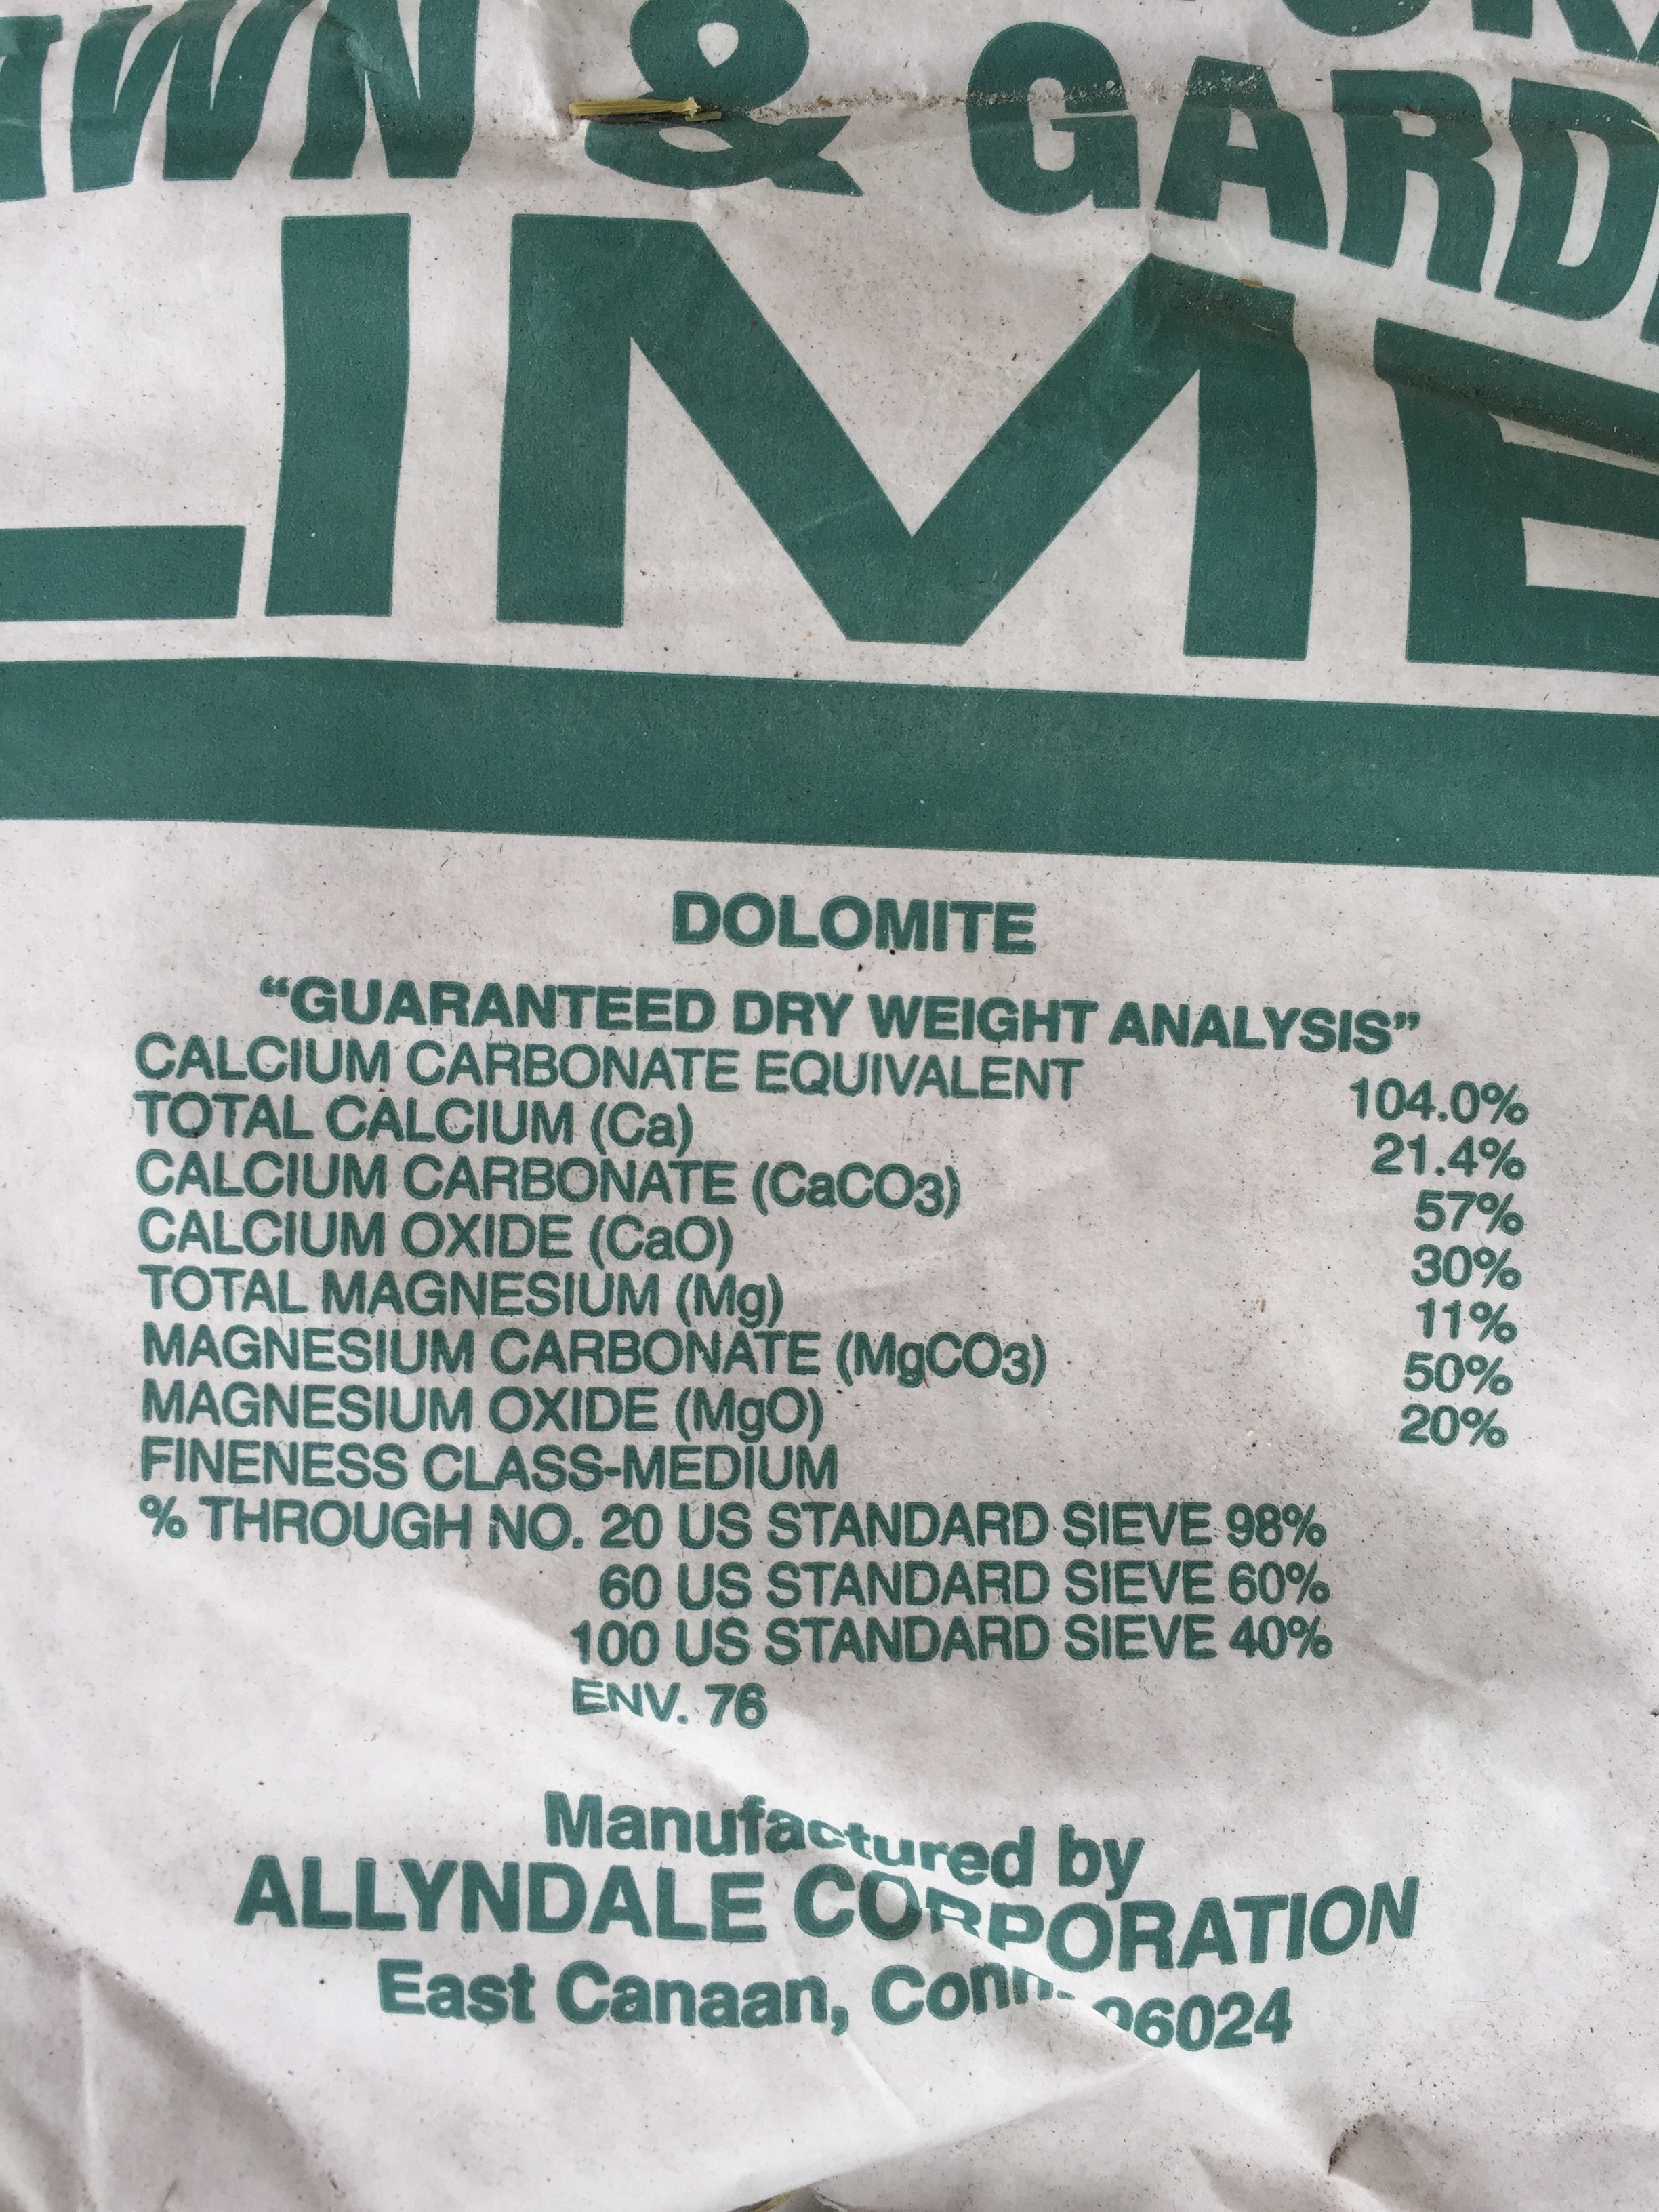 & GARD
LIME
DOLOMITE
“GUARANTEED DRY WEIGHT ANALYSIS”
CALCIUM CARBONATE EQUIVALENT 104.0%
TOTAL CALCIUM (Ca) 21.4%
CALCIUM CARBONATE (CaCO3) 57%
CALCIUM OXIDE (CaO) 30%
TOTAL MAGNESIUM (Mg) 11%
MAGNESIUM CARBONATE (MgCO3) 50%
MAGNESIUM OXIDE (MgO) 20%
FINENESS CLASS-MEDIUM
% THROUGH NO. 20 US STANDARD SIEVE 98%
60 US STANDARD SIEVE 60%
100 US STANDARD SIEVE 40%
ENV. 76
Manufactured by
ALLYNDALE CORPORATION
East Canaan, Conn. 06024